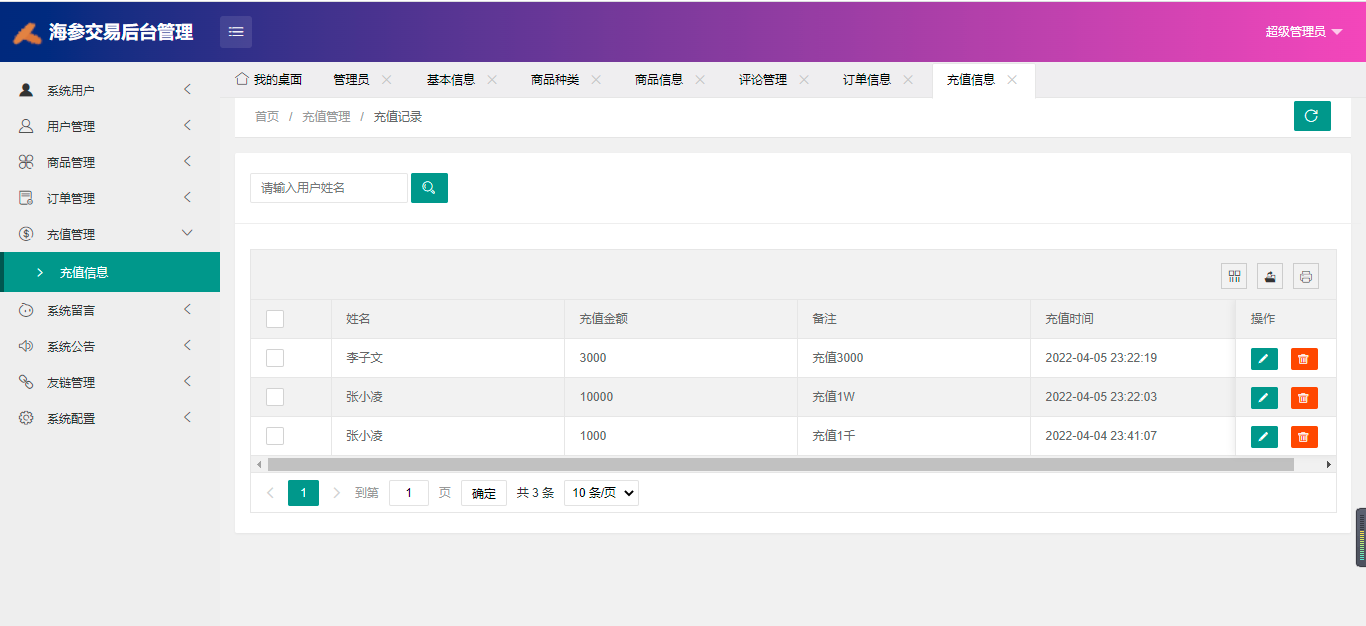 海参交易后台管理
超级管理员
系统用户
用户管理
商品管理
订单管理
充值管理
充值信息
系统留言
系统公告
友链管理
系统配置
我的桌面 管理员 基本信息 商品种类 商品信息 评论管理 订单信息 充值信息
首页 / 充值管理 / 充值记录
请输入用户姓名
姓名 充值金额 备注 充值时间 操作
李子文 3000 充值3000 2022-04-05 23:22:19
张小凌 10000 充值1W 2022-04-05 23:22:03
张小凌 1000 充值1千 2022-04-04 23:41:07
1 到第 1 页 确定 共 3 条 10 条/页